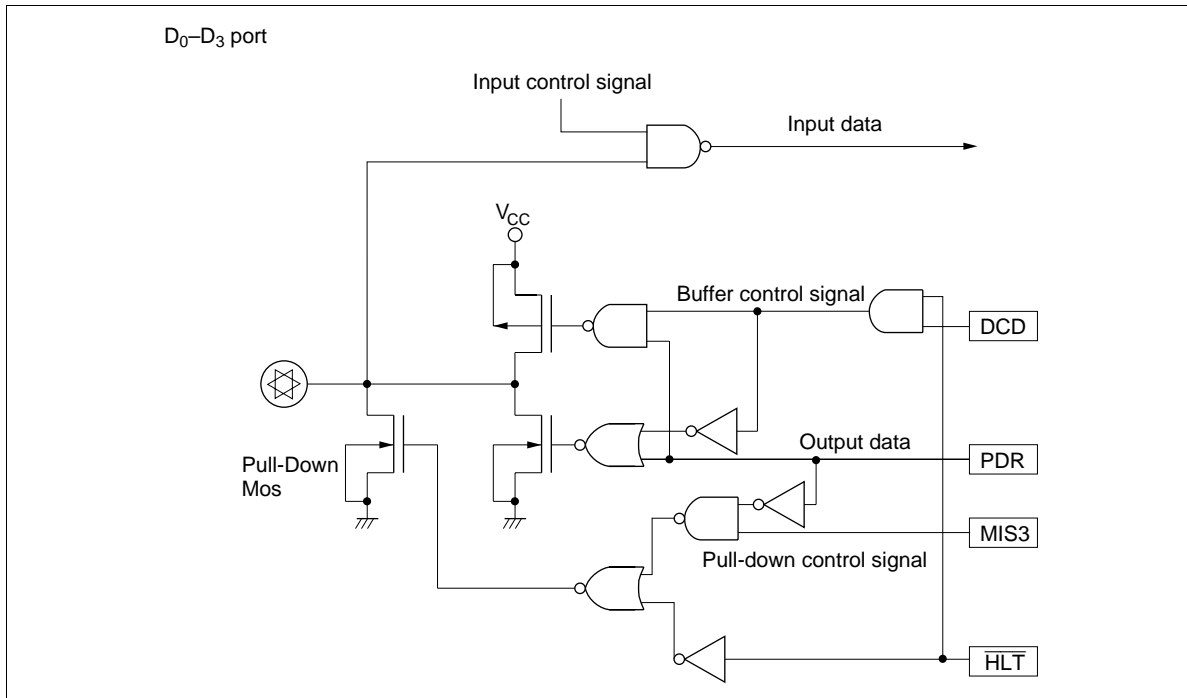 D0–D3 port
Input control signal
Input data
VCC
Buffer control signal
DCD
Output data
PDR
Pull-Down
Mos
MIS3
Pull-down control signal
H̅L̅T̅